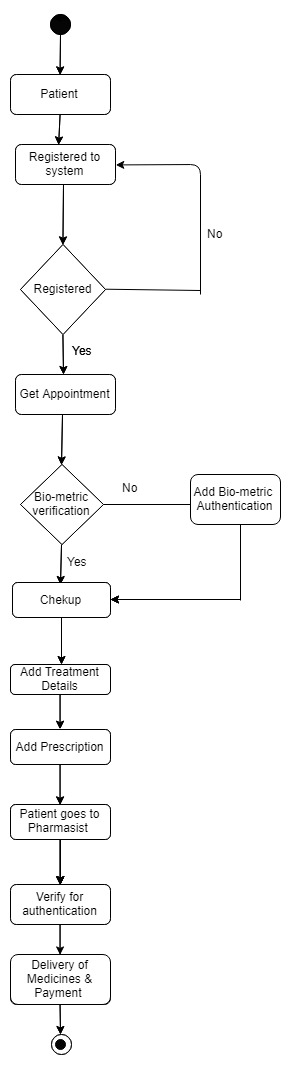 Patient
Registered to
system
No
Registered
Yes
Get Appointment
No
Bio-metric
verification
Add Bio-metric
Authentication
Yes
Chekup
Add Treatment
Details
Add Prescription
Patient goes to
Pharmasist
Verify for
authentication
Delivery of
Medicines &
Payment